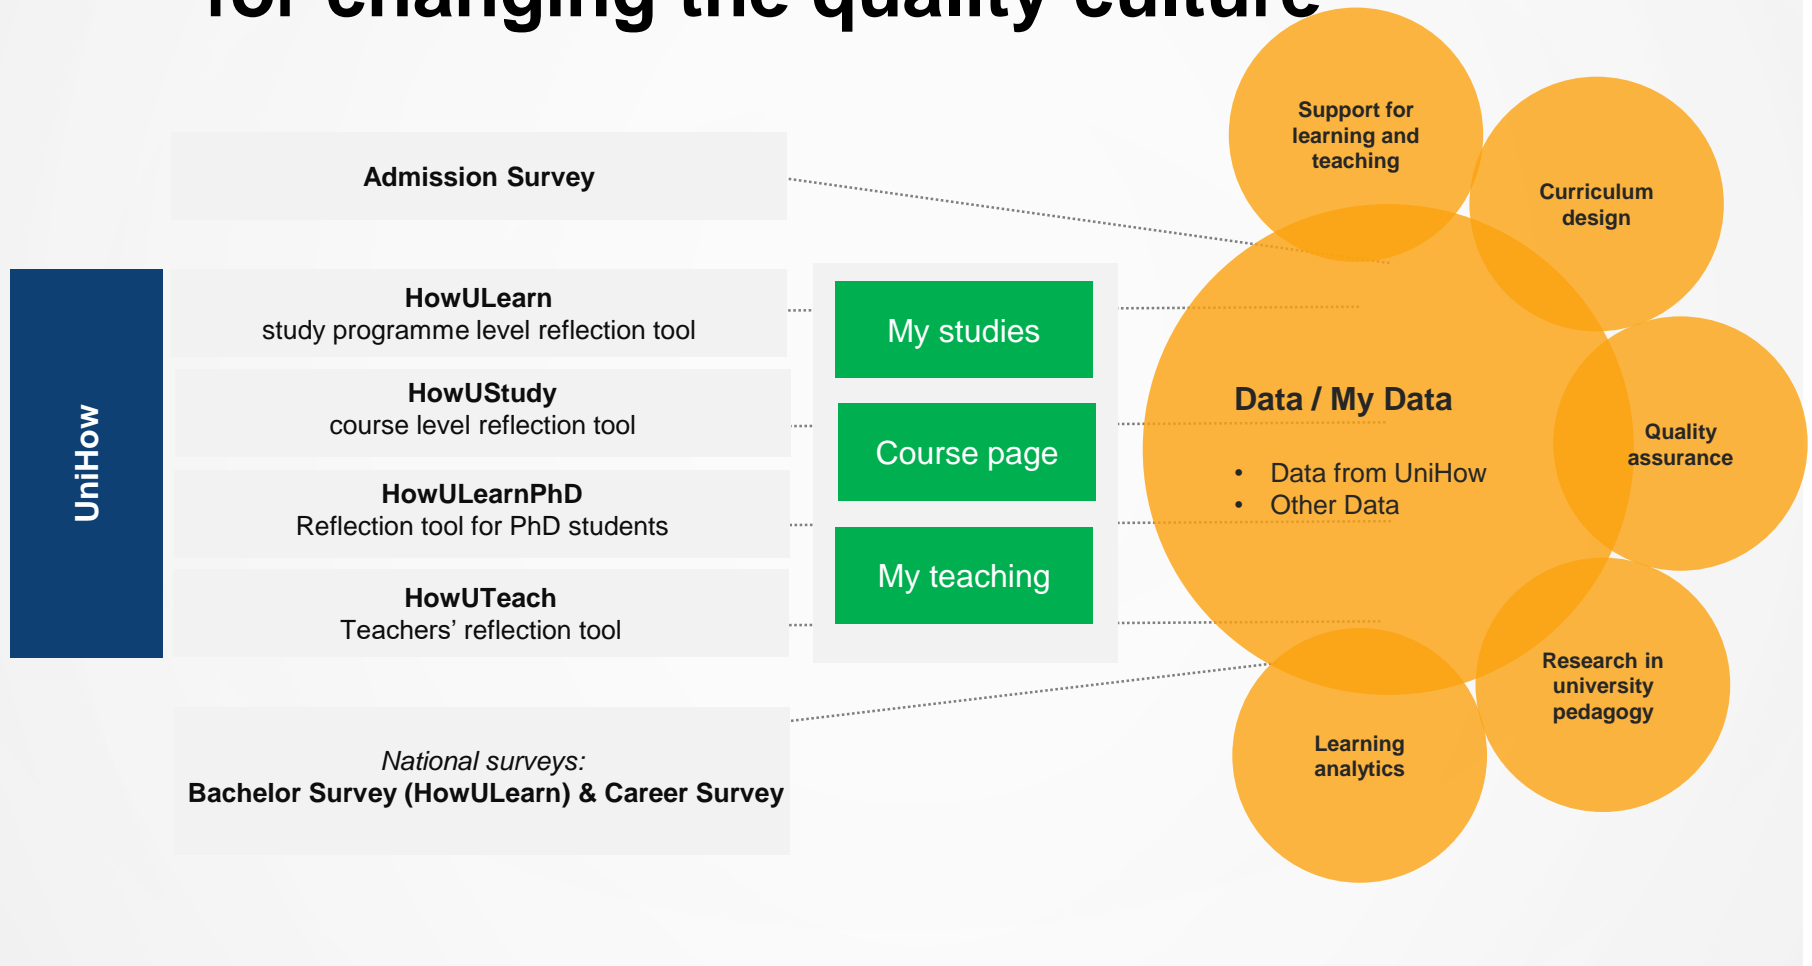 for changing the quality culture
Admission Survey
UniHow
HowULearn
study programme level reflection tool
HowUStudy
course level reflection tool
HowULearnPhD
Reflection tool for PhD students
HowUTeach
Teachers’ reflection tool
National surveys:
Bachelor Survey (HowULearn) & Career Survey
My studies
Course page
My teaching
Data / My Data
• Data from UniHow
• Other Data
Support for
learning and
teaching
Curriculum
design
Quality
assurance
Research in
university
pedagogy
Learning
analytics